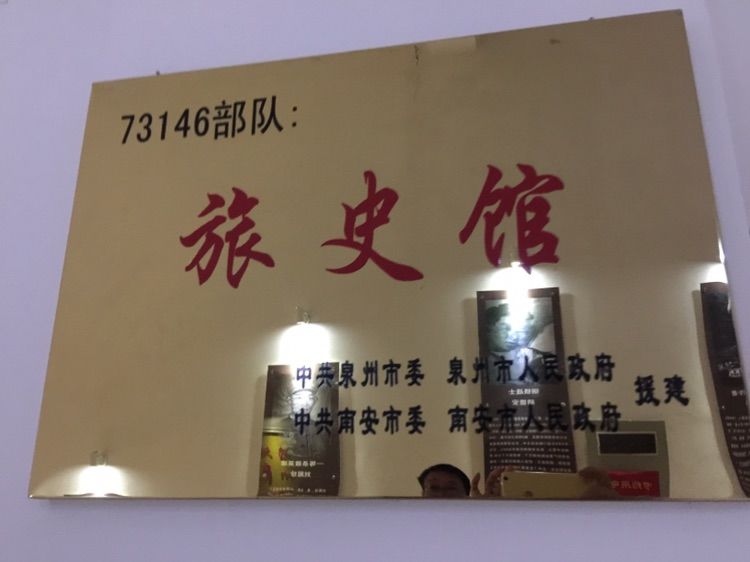 73146部队:
旅史馆
中共泉州市委 泉州市人民政府
中共南安市委 南安市人民政府
援建